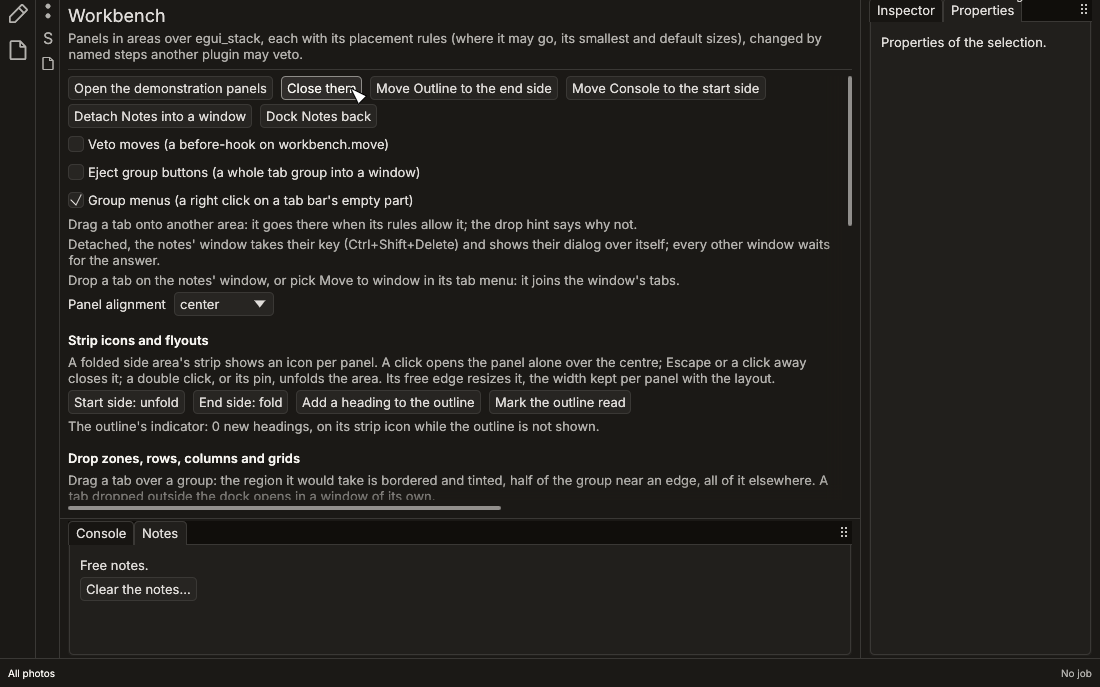 Workbench
Panels in areas over egui_stack, each with its placement rules (where it may go, its smallest and default sizes), changed by
named steps another plugin may veto.
Open the demonstration panels
Close them
Move Outline to the end side
Move Console to the start side
Detach Notes into a window
Dock Notes back
Veto moves (a before-hook on workbench.move)
Eject group buttons (a whole tab group into a window)
Group menus (a right click on a tab bar's empty part)
Drag a tab onto another area: it goes there when its rules allow it; the drop hint says why not.
Detached, the notes' window takes their key (Ctrl+Shift+Delete) and shows their dialog over itself; every other window waits
for the answer.
Drop a tab on the notes' window, or pick Move to window in its tab menu: it joins the window's tabs.
Panel alignment
center
Strip icons and flyouts
A folded side area's strip shows an icon per panel. A click opens the panel alone over the centre; Escape or a click away
closes it; a double click, or its pin, unfolds the area. Its free edge resizes it, the width kept per panel with the layout.
Start side: unfold
End side: fold
Add a heading to the outline
Mark the outline read
The outline's indicator: 0 new headings, on its strip icon while the outline is not shown.
Drop zones, rows, columns and grids
Drag a tab over a group: the region it would take is bordered and tinted, half of the group near an edge, all of it elsewhere. A
tab dropped outside the dock opens in a window of its own.
Console
Notes
Free notes.
Clear the notes...
S
Inspector
Properties
Properties of the selection.
All photos
No job